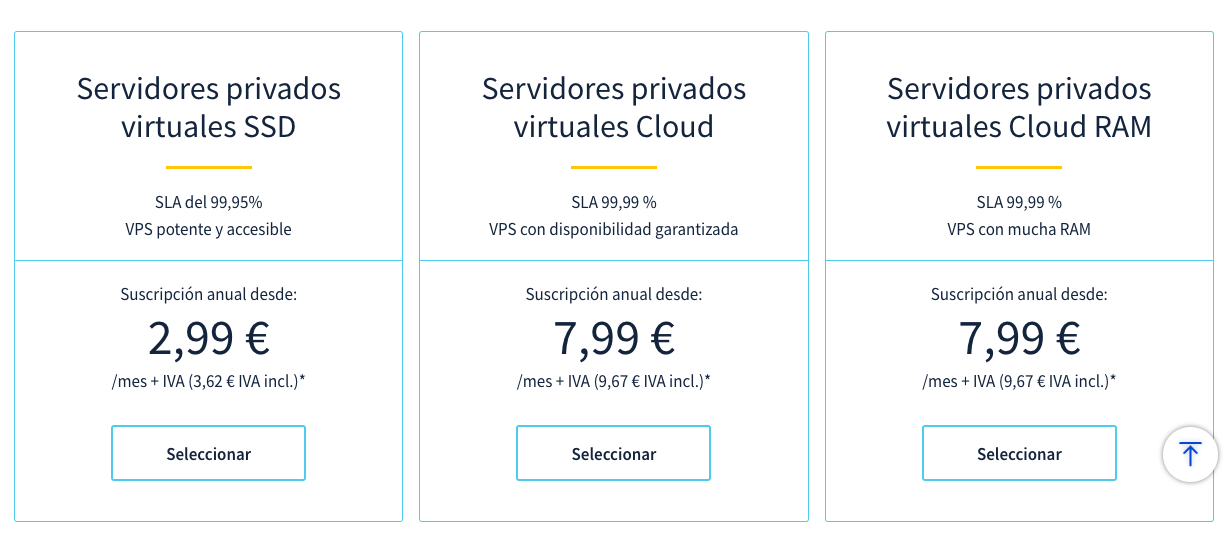 Servidores privados
virtuales SSD
SLA del 99,95%
VPS potente y accesible
Suscripción anual desde:
2,99 €
/mes + IVA (3,62 € IVA incl.)*
Seleccionar
Servidores privados
virtuales Cloud
SLA 99,99 %
VPS con disponibilidad garantizada
Suscripción anual desde:
7,99 €
/mes + IVA (9,67 € IVA incl.)*
Seleccionar
Servidores privados
virtuales Cloud RAM
SLA 99,99 %
VPS con mucha RAM
Suscripción anual desde:
7,99 €
/mes + IVA (9,67 € IVA incl.)*
Seleccionar